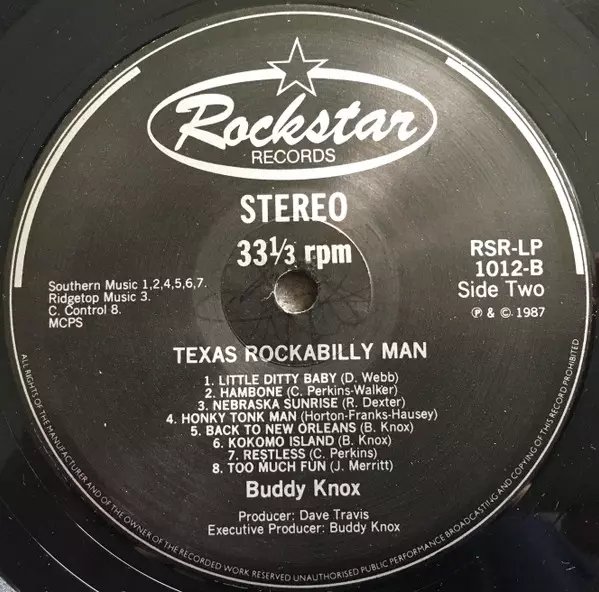 Rockstar
RECORDS
STEREO
33⅓ rpm
RSR-LP
1012-B
Side Two
℗ & © 1987
Southern Music 1,2,4,5,6,7.
Ridgetop Music 3.
C. Control 8.
MCPS
TEXAS ROCKABILLY MAN
1. LITTLE DITTY BABY (D. Webb)
2. HAMBONE (C. Perkins-Walker)
3. NEBRASKA SUNRISE (R. Dexter)
4. HONKY TONK MAN (Horton-Franks-Hausey)
5. BACK TO NEW ORLEANS (B. Knox)
6. KOKOMO ISLAND (B. Knox)
7. RESTLESS (C. Perkins)
8. TOO MUCH FUN (J. Merritt)
Buddy Knox
Producer: Dave Travis
Executive Producer: Buddy Knox
ALL RIGHTS OF THE MANUFACTURER AND OF THE OWNER OF THE RECORDED WORK RESERVED UNAUTHORISED PUBLIC PERFORMANCE BROADCASTING AND COPYING OF THIS RECORD PROHIBITED